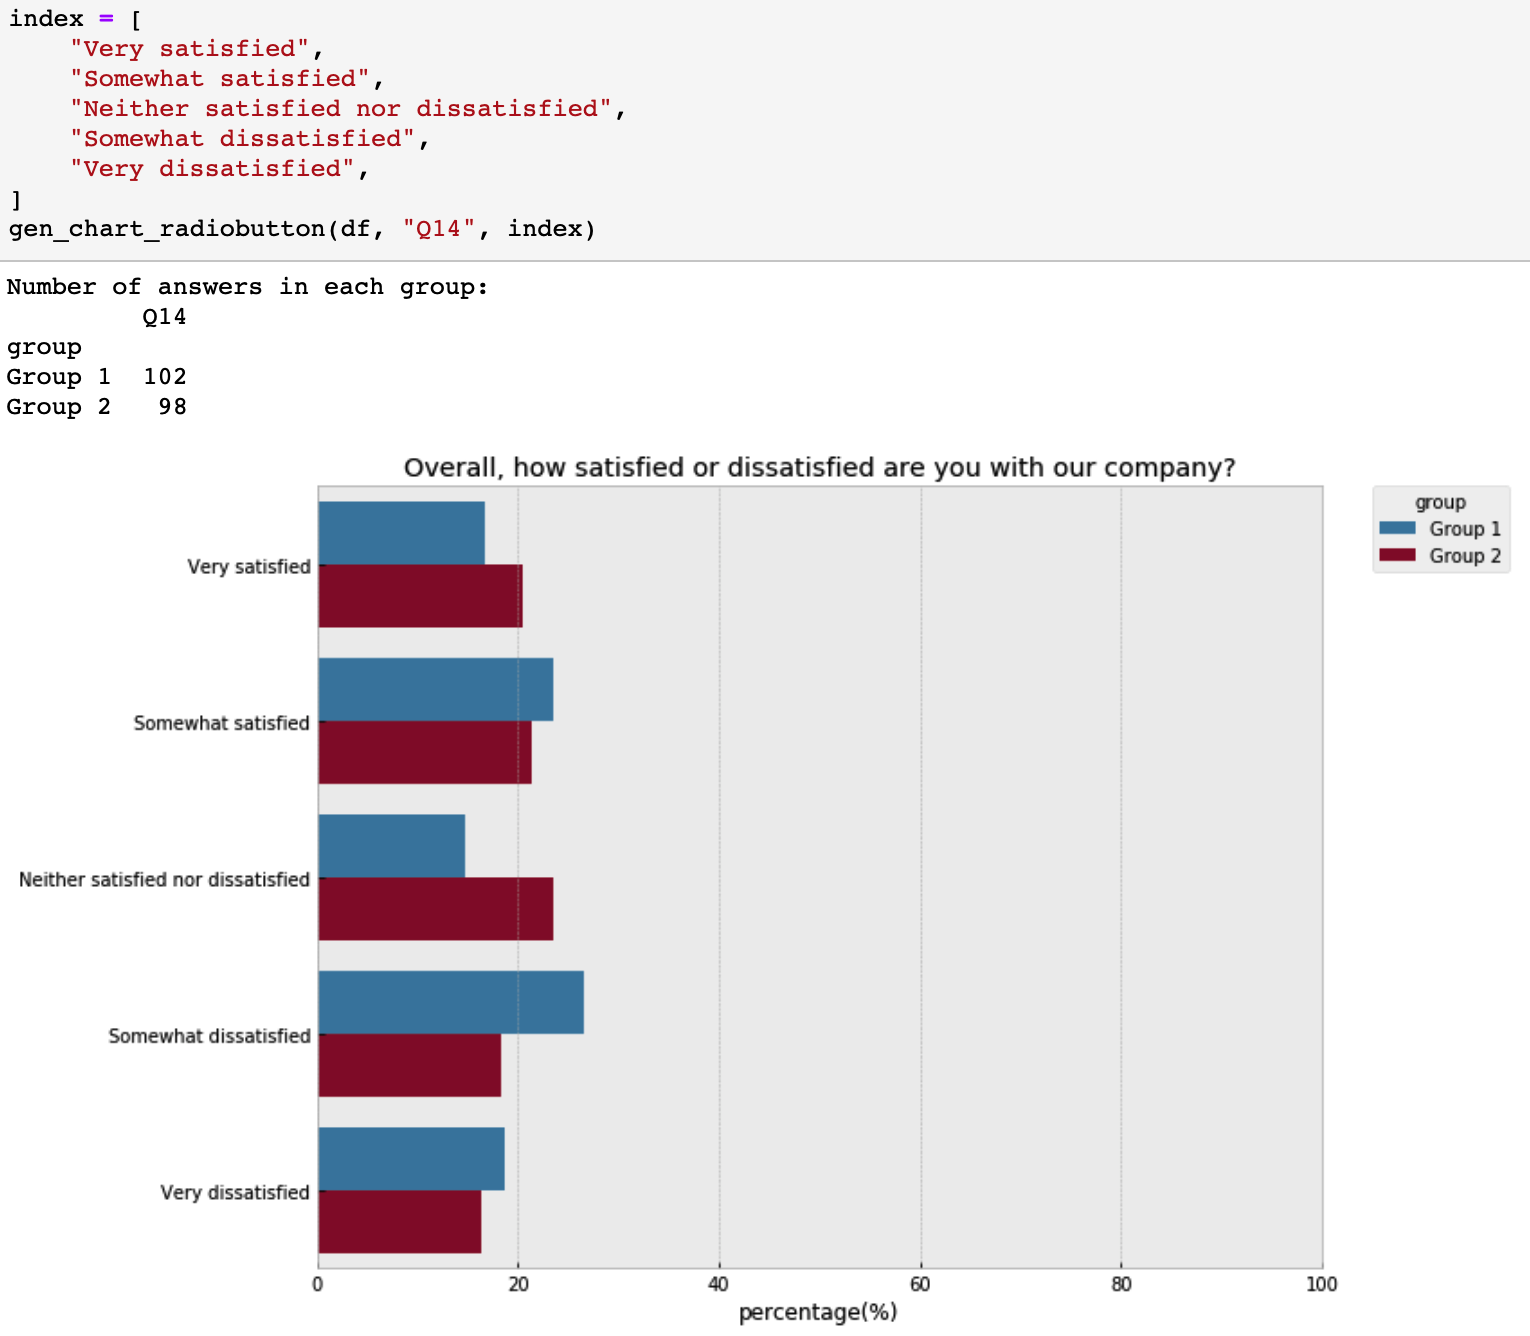 index = [
    "Very satisfied",
    "Somewhat satisfied",
    "Neither satisfied nor dissatisfied",
    "Somewhat dissatisfied",
    "Very dissatisfied",
]
gen_chart_radiobutton(df, "Q14", index)
Number of answers in each group:
         Q14
group
Group 1  102
Group 2   98
Overall, how satisfied or dissatisfied are you with our company?
group
Group 1
Group 2
Very satisfied
Somewhat satisfied
Neither satisfied nor dissatisfied
Somewhat dissatisfied
Very dissatisfied
0 20 40 60 80 100
percentage(%)